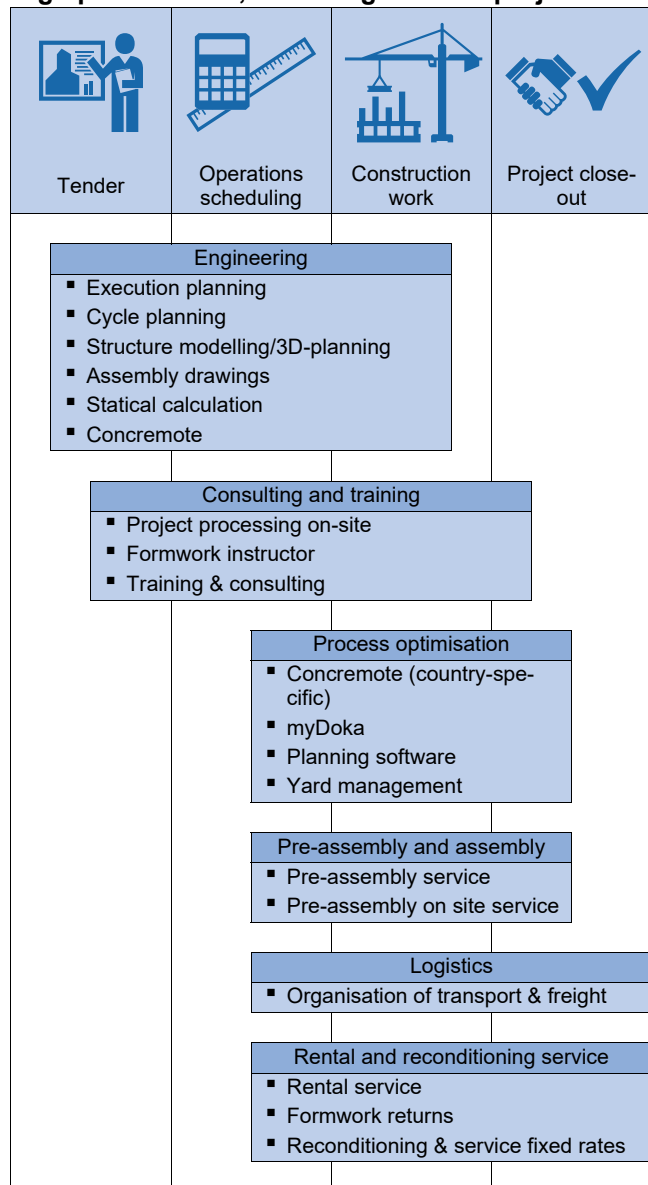 Tender
Operations
scheduling
Construction
work
Project close-
out
Engineering
▪ Execution planning
▪ Cycle planning
▪ Structure modelling/3D-planning
▪ Assembly drawings
▪ Statical calculation
▪ Concremote
Consulting and training
▪ Project processing on-site
▪ Formwork instructor
▪ Training & consulting
Process optimisation
▪ Concremote (country-spe-
cific)
▪ myDoka
▪ Planning software
▪ Yard management
Pre-assembly and assembly
▪ Pre-assembly service
▪ Pre-assembly on site service
Logistics
▪ Organisation of transport & freight
Rental and reconditioning service
▪ Rental service
▪ Formwork returns
▪ Reconditioning & service fixed rates